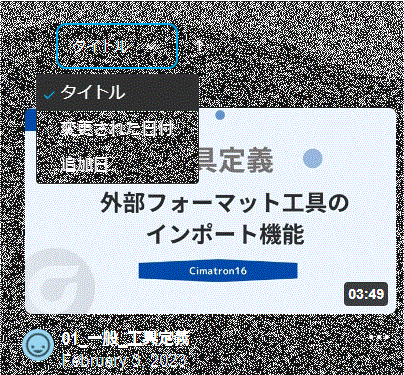 タイトル
タイトル
変更された日付
追加日
具定義
外部フォーマット工具の
インポート機能
Cimatron16
03:49
01_一般_工具定義
February 3, 2023